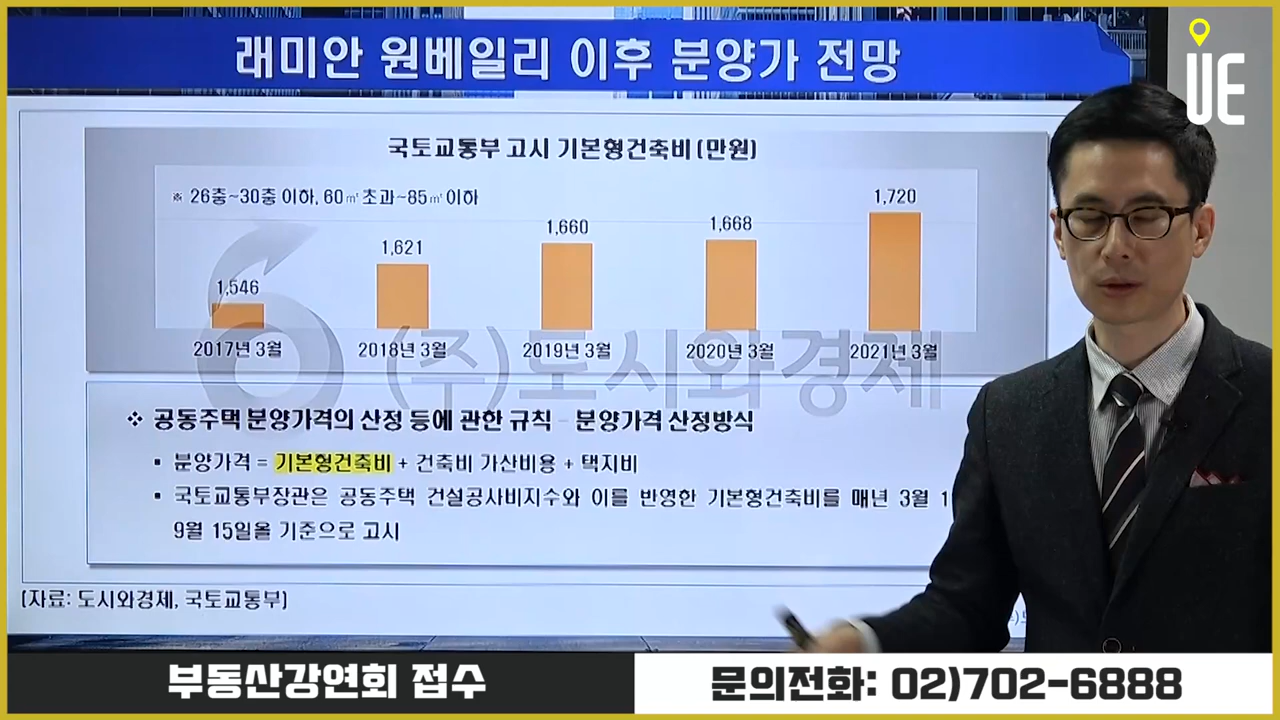 래미안 원베일리 이후 분양가 전망
UE
국토교통부 고시 기본형건축비(만원)
※ 26층~30층 이하, 60㎡ 초과~85㎡ 이하
1,546
1,621
1,660
1,668
1,720
2017년 3월
2018년 3월
2019년 3월
2020년 3월
2021년 3월
(주)도시와경제
❖ 공동주택 분양가격의 산정 등에 관한 규칙 - 분양가격 산정방식
▪ 분양가격 = 기본형건축비 + 건축비 가산비용 + 택지비
▪ 국토교통부장관은 공동주택 건설공사비지수와 이를 반영한 기본형건축비를 매년 3월
9월 15일을 기준으로 고시
(자료: 도시와경제, 국토교통부)
부동산강연회 접수
문의전화: 02)702-6888